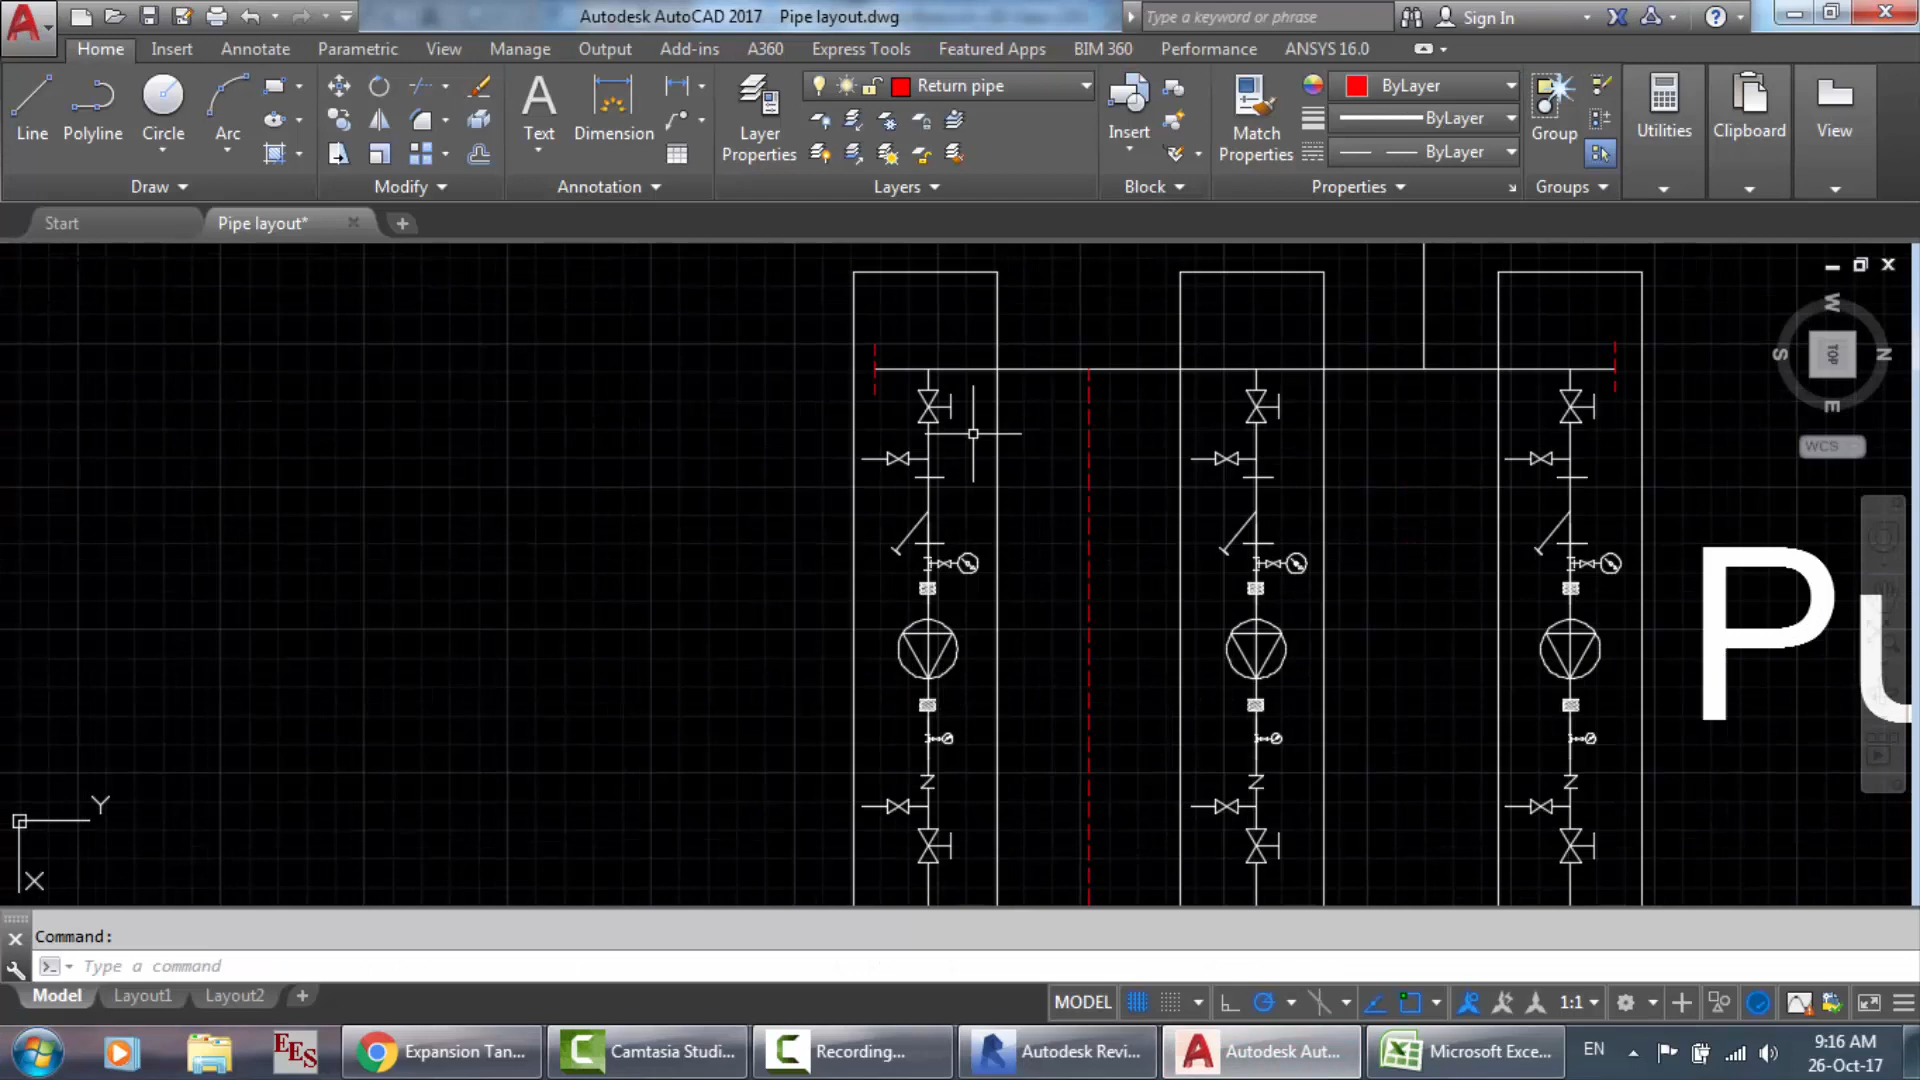 Autodesk AutoCAD 2017 Pipe layout.dwg
Type a keyword or phrase
Sign In
Home Insert Annotate Parametric View Manage Output Add-ins A360 Express Tools Featured Apps BIM 360 Performance ANSYS 16.0
Return pipe
ByLayer
ByLayer
ByLayer
Line Polyline Circle Arc
Text Dimension
Layer Properties
Insert
Match Properties
Group
Utilities Clipboard View
Draw Modify Annotation Layers Block Properties Groups
Start Pipe layout*
W
S TOP N
E
WCS
Pu
Y
X
Command:
Type a command
Model Layout1 Layout2
MODEL 1:1
EES
Expansion Tan...
Camtasia Studi...
Recording...
Autodesk Revi...
Autodesk Aut...
Microsoft Exce...
EN
9:16 AM
26-Oct-17